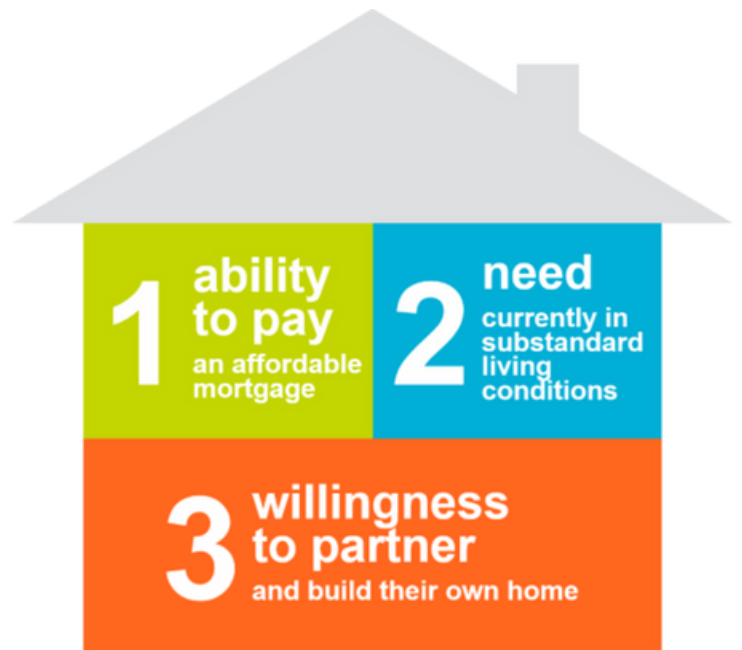 1
ability
to pay
an affordable
mortgage
2
need
currently in
substandard
living
conditions
3
willingness
to partner
and build their own home